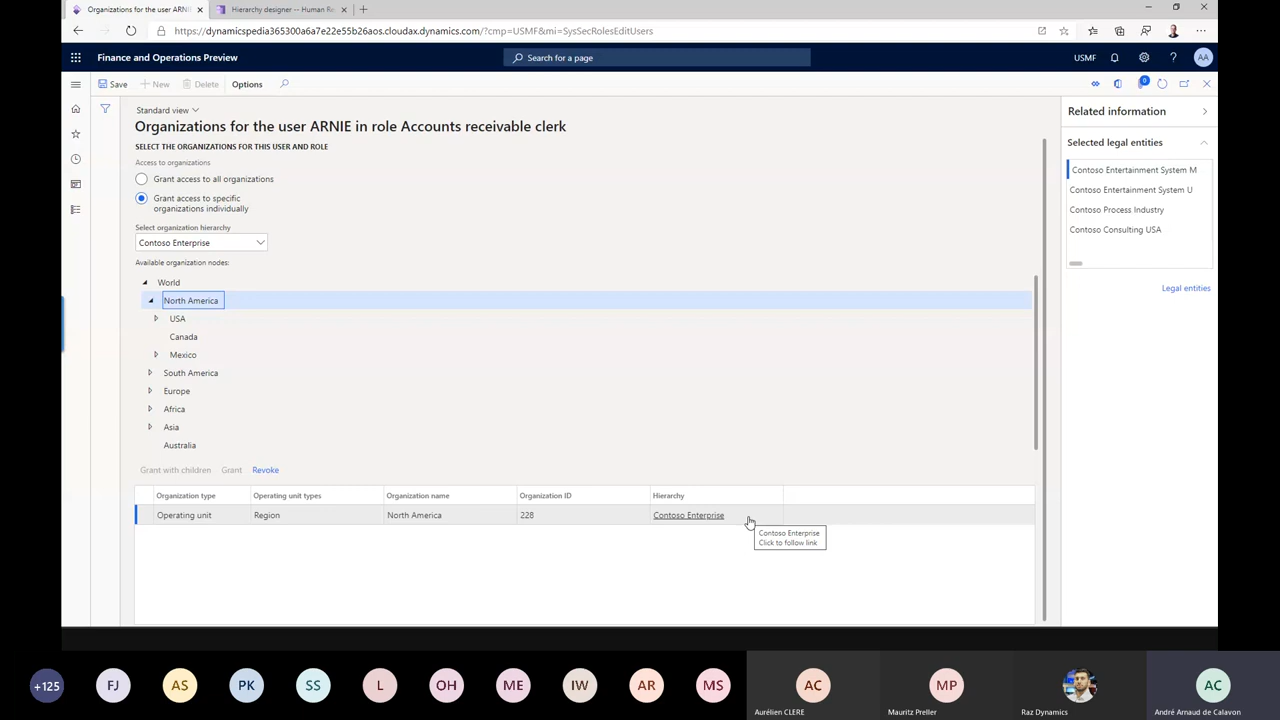 Organizations for the user ARNIE
Hierarchy designer -- Human Re
https://dynamicspedia365300a6a7e22e55b26aos.cloudax.dynamics.com/?cmp=USMF&mi=SysSecRolesEditUsers
Finance and Operations Preview
Search for a page
USMF
AA
Save
New
Delete
Options
0
Standard view
Organizations for the user ARNIE in role Accounts receivable clerk
SELECT THE ORGANIZATIONS FOR THIS USER AND ROLE
Access to organizations
Grant access to all organizations
Grant access to specific
organizations individually
Select organization hierarchy
Contoso Enterprise
Available organization nodes:
World
North America
USA
Canada
Mexico
South America
Europe
Africa
Asia
Australia
Grant with children
Grant
Revoke
Organization type
Operating unit types
Organization name
Organization ID
Hierarchy
Operating unit
Region
North America
228
Contoso Enterprise
Contoso Enterprise
Click to follow link
Related information
Selected legal entities
Contoso Entertainment System M
Contoso Entertainment System U
Contoso Process Industry
Contoso Consulting USA
Legal entities
+125
FJ
AS
PK
SS
L
OH
ME
IW
AR
MS
AC
Aurélien CLERE
MP
Mauritz Preller
Raz Dynamics
AC
André Arnaud de Calavon